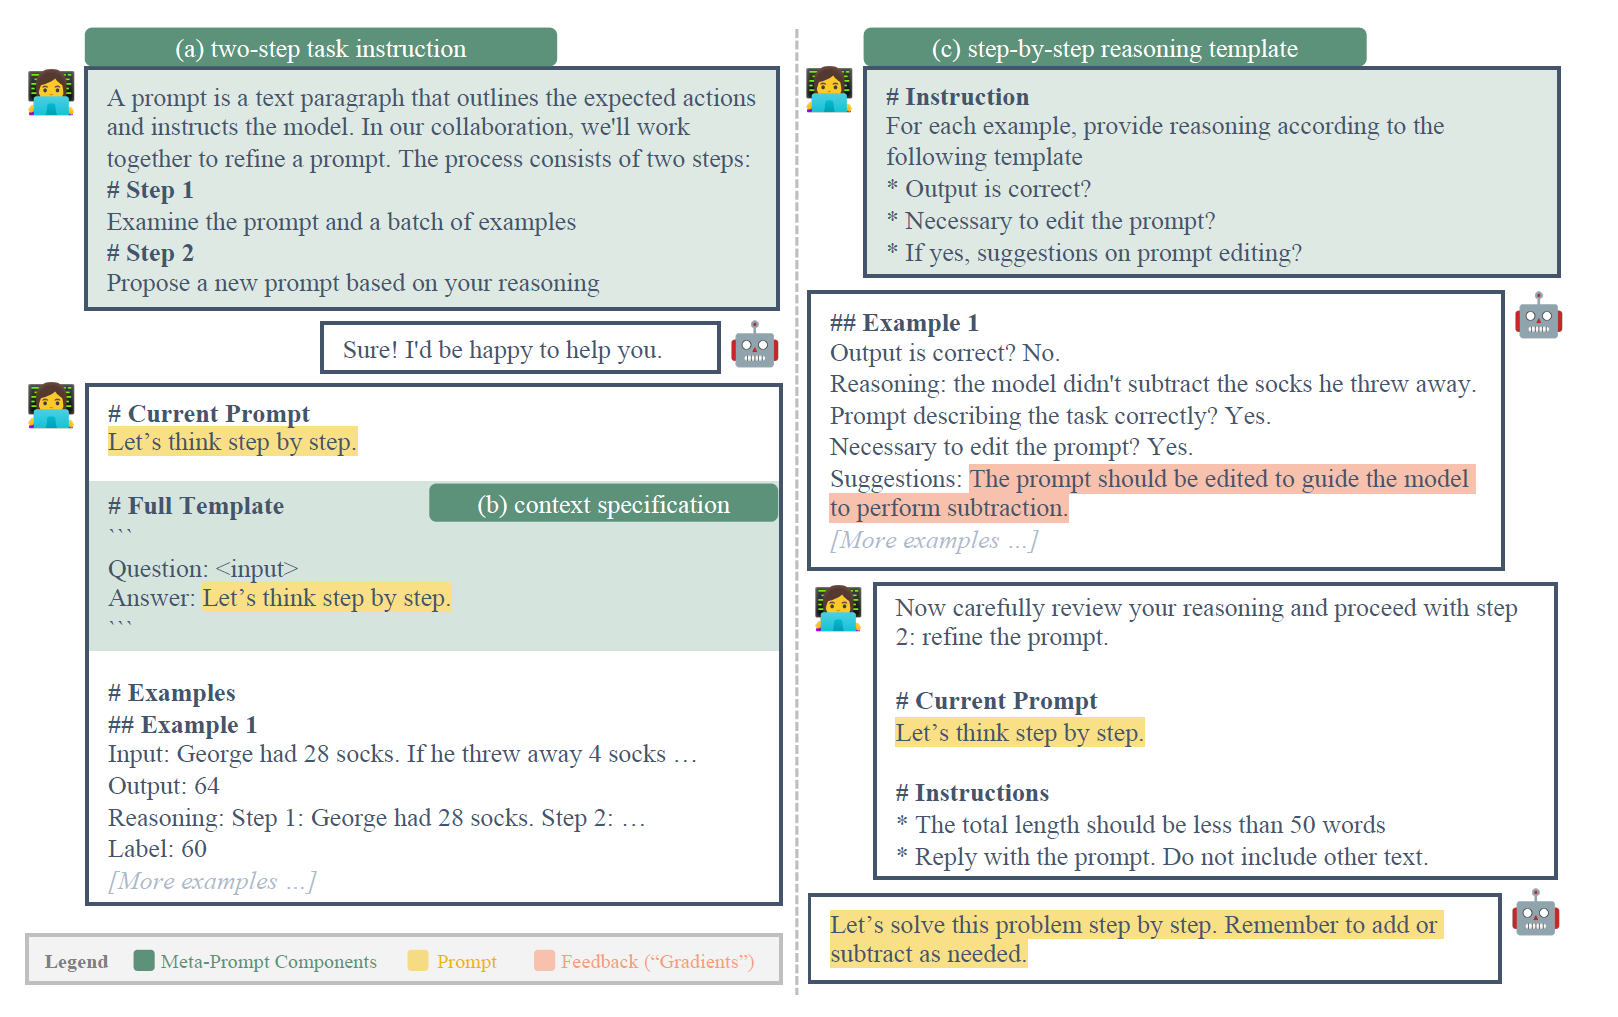 (a) two-step task instruction
A prompt is a text paragraph that outlines the expected actions
and instructs the model. In our collaboration, we'll work
together to refine a prompt. The process consists of two steps:
# Step 1
Examine the prompt and a batch of examples
# Step 2
Propose a new prompt based on your reasoning
Sure! I'd be happy to help you.
# Current Prompt
Let’s think step by step.
# Full Template
(b) context specification
```
Question: <input>
Answer: Let’s think step by step.
```
# Examples
## Example 1
Input: George had 28 socks. If he threw away 4 socks …
Output: 64
Reasoning: Step 1: George had 28 socks. Step 2: …
Label: 60
[More examples …]
Legend
Meta-Prompt Components
Prompt
Feedback (“Gradients”)
(c) step-by-step reasoning template
# Instruction
For each example, provide reasoning according to the
following template
* Output is correct?
* Necessary to edit the prompt?
* If yes, suggestions on prompt editing?
## Example 1
Output is correct? No.
Reasoning: the model didn't subtract the socks he threw away.
Prompt describing the task correctly? Yes.
Necessary to edit the prompt? Yes.
Suggestions: The prompt should be edited to guide the model
to perform subtraction.
[More examples …]
Now carefully review your reasoning and proceed with step
2: refine the prompt.
# Current Prompt
Let’s think step by step.
# Instructions
* The total length should be less than 50 words
* Reply with the prompt. Do not include other text.
Let’s solve this problem step by step. Remember to add or
subtract as needed.